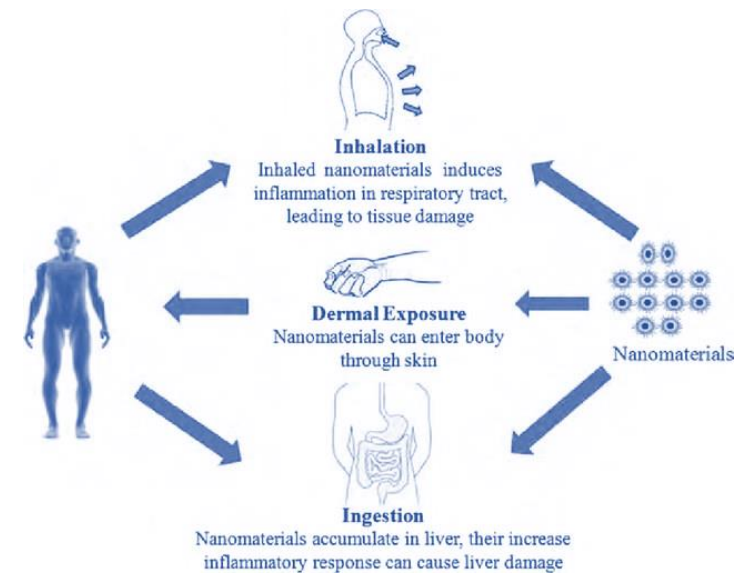 Inhalation
Inhaled nanomaterials induces
inflammation in respiratory tract,
leading to tissue damage
Dermal Exposure
Nanomaterials can enter body
through skin
Nanomaterials
Ingestion
Nanomaterials accumulate in liver, their increase
inflammatory response can cause liver damage